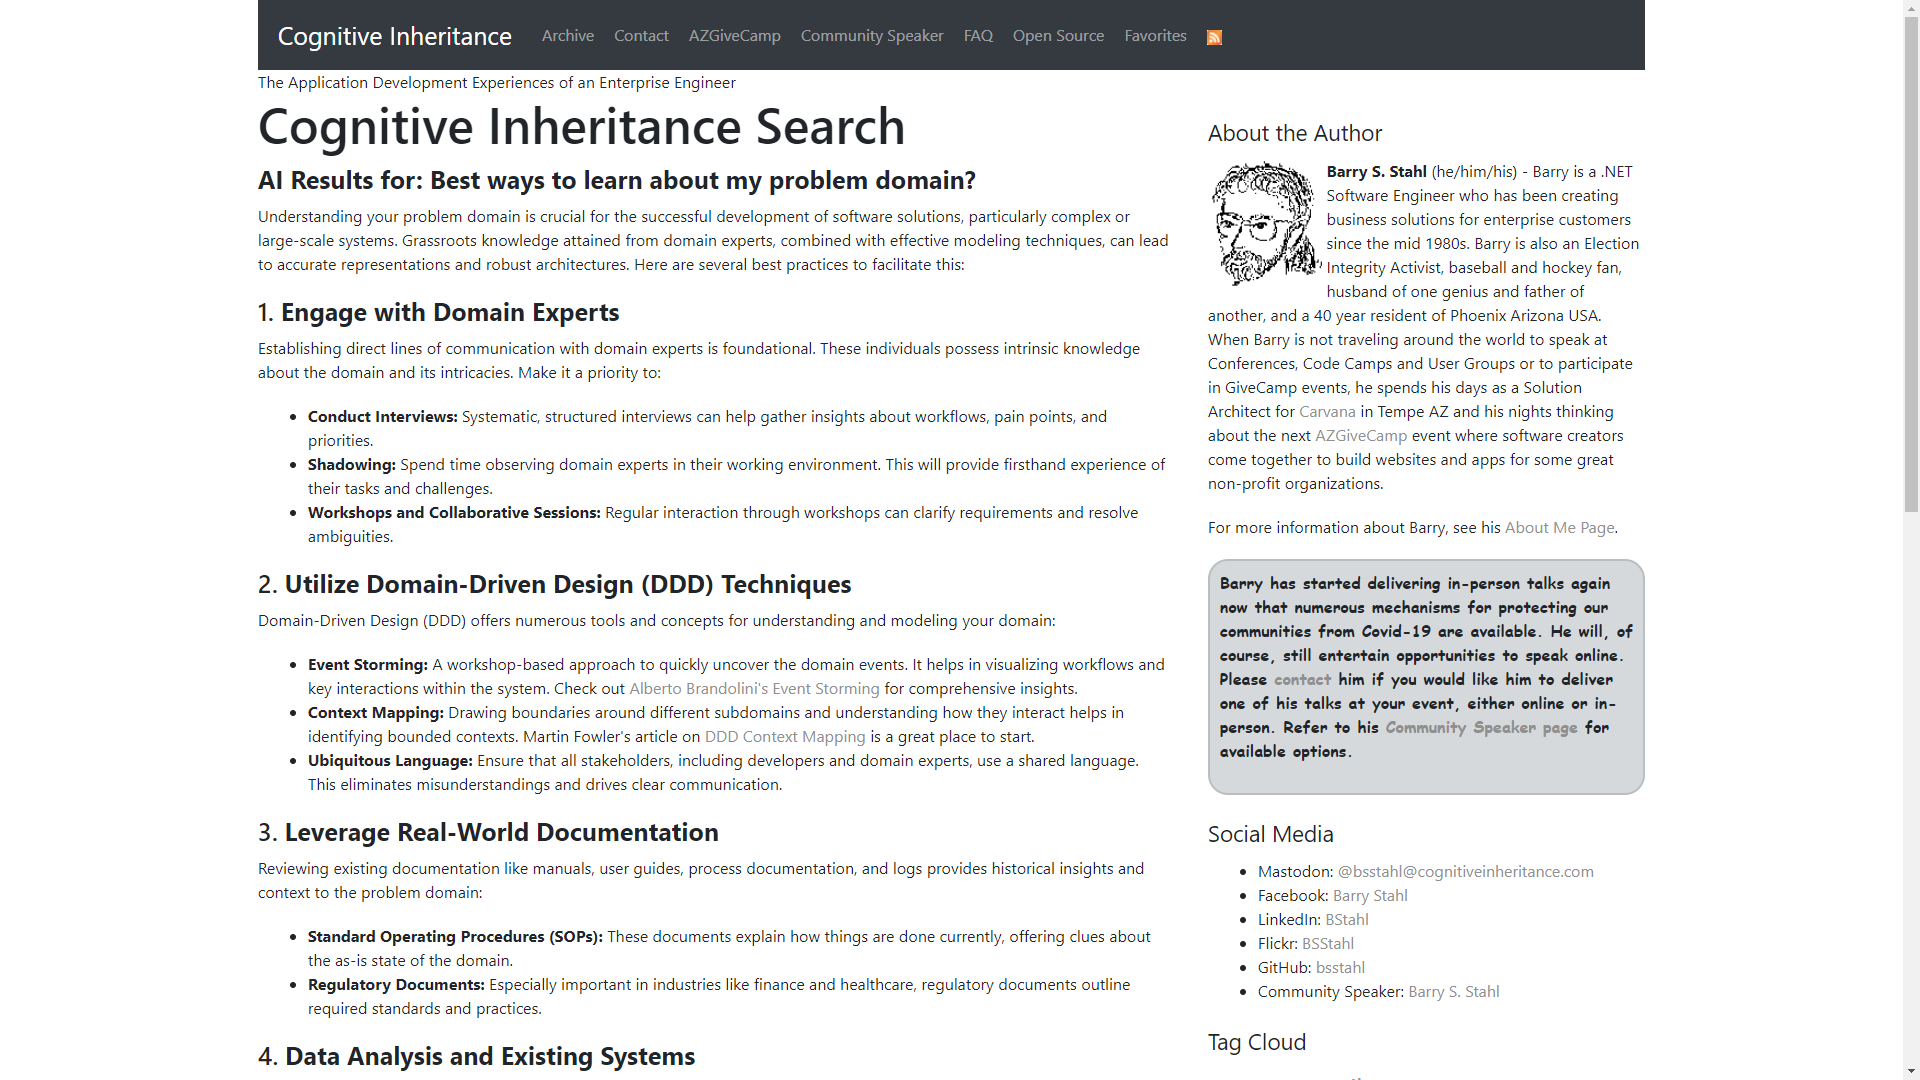 Cognitive Inheritance Archive Contact AZGiveCamp Community Speaker FAQ Open Source Favorites
The Application Development Experiences of an Enterprise Engineer
Cognitive Inheritance Search
AI Results for: Best ways to learn about my problem domain?
Understanding your problem domain is crucial for the successful development of software solutions, particularly complex or
large-scale systems. Grassroots knowledge attained from domain experts, combined with effective modeling techniques, can lead
to accurate representations and robust architectures. Here are several best practices to facilitate this:
1. Engage with Domain Experts
Establishing direct lines of communication with domain experts is foundational. These individuals possess intrinsic knowledge
about the domain and its intricacies. Make it a priority to:
• Conduct Interviews: Systematic, structured interviews can help gather insights about workflows, pain points, and
priorities.
• Shadowing: Spend time observing domain experts in their working environment. This will provide firsthand experience of
their tasks and challenges.
• Workshops and Collaborative Sessions: Regular interaction through workshops can clarify requirements and resolve
ambiguities.
2. Utilize Domain-Driven Design (DDD) Techniques
Domain-Driven Design (DDD) offers numerous tools and concepts for understanding and modeling your domain:
• Event Storming: A workshop-based approach to quickly uncover the domain events. It helps in visualizing workflows and
key interactions within the system. Check out Alberto Brandolini's Event Storming for comprehensive insights.
• Context Mapping: Drawing boundaries around different subdomains and understanding how they interact helps in
identifying bounded contexts. Martin Fowler's article on DDD Context Mapping is a great place to start.
• Ubiquitous Language: Ensure that all stakeholders, including developers and domain experts, use a shared language.
This eliminates misunderstandings and drives clear communication.
3. Leverage Real-World Documentation
Reviewing existing documentation like manuals, user guides, process documentation, and logs provides historical insights and
context to the problem domain:
• Standard Operating Procedures (SOPs): These documents explain how things are done currently, offering clues about
the as-is state of the domain.
• Regulatory Documents: Especially important in industries like finance and healthcare, regulatory documents outline
required standards and practices.
4. Data Analysis and Existing Systems
About the Author
Barry S. Stahl (he/him/his) - Barry is a .NET
Software Engineer who has been creating
business solutions for enterprise customers
since the mid 1980s. Barry is also an Election
Integrity Activist, baseball and hockey fan,
husband of one genius and father of
another, and a 40 year resident of Phoenix Arizona USA.
When Barry is not traveling around the world to speak at
Conferences, Code Camps and User Groups or to participate
in GiveCamp events, he spends his days as a Solution
Architect for Carvana in Tempe AZ and his nights thinking
about the next AZGiveCamp event where software creators
come together to build websites and apps for some great
non-profit organizations.
For more information about Barry, see his About Me Page.
Barry has started delivering in-person talks again
now that numerous mechanisms for protecting our
communities from Covid-19 are available. He will, of
course, still entertain opportunities to speak online.
Please contact him if you would like him to deliver
one of his talks at your event, either online or in-
person. Refer to his Community Speaker page for
available options.
Social Media
• Mastodon: @bsstahl@cognitiveinheritance.com
• Facebook: Barry Stahl
• LinkedIn: BStahl
• Flickr: BSStahl
• GitHub: bsstahl
• Community Speaker: Barry S. Stahl
Tag Cloud